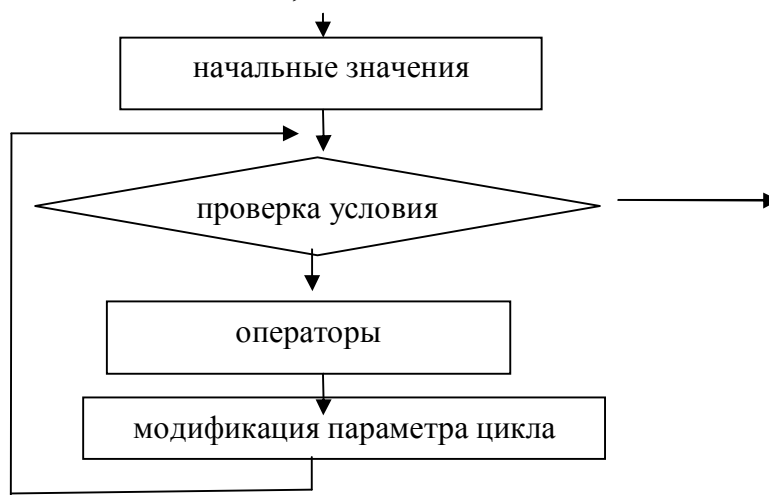 начальные значения
проверка условия
операторы
модификация параметра цикла